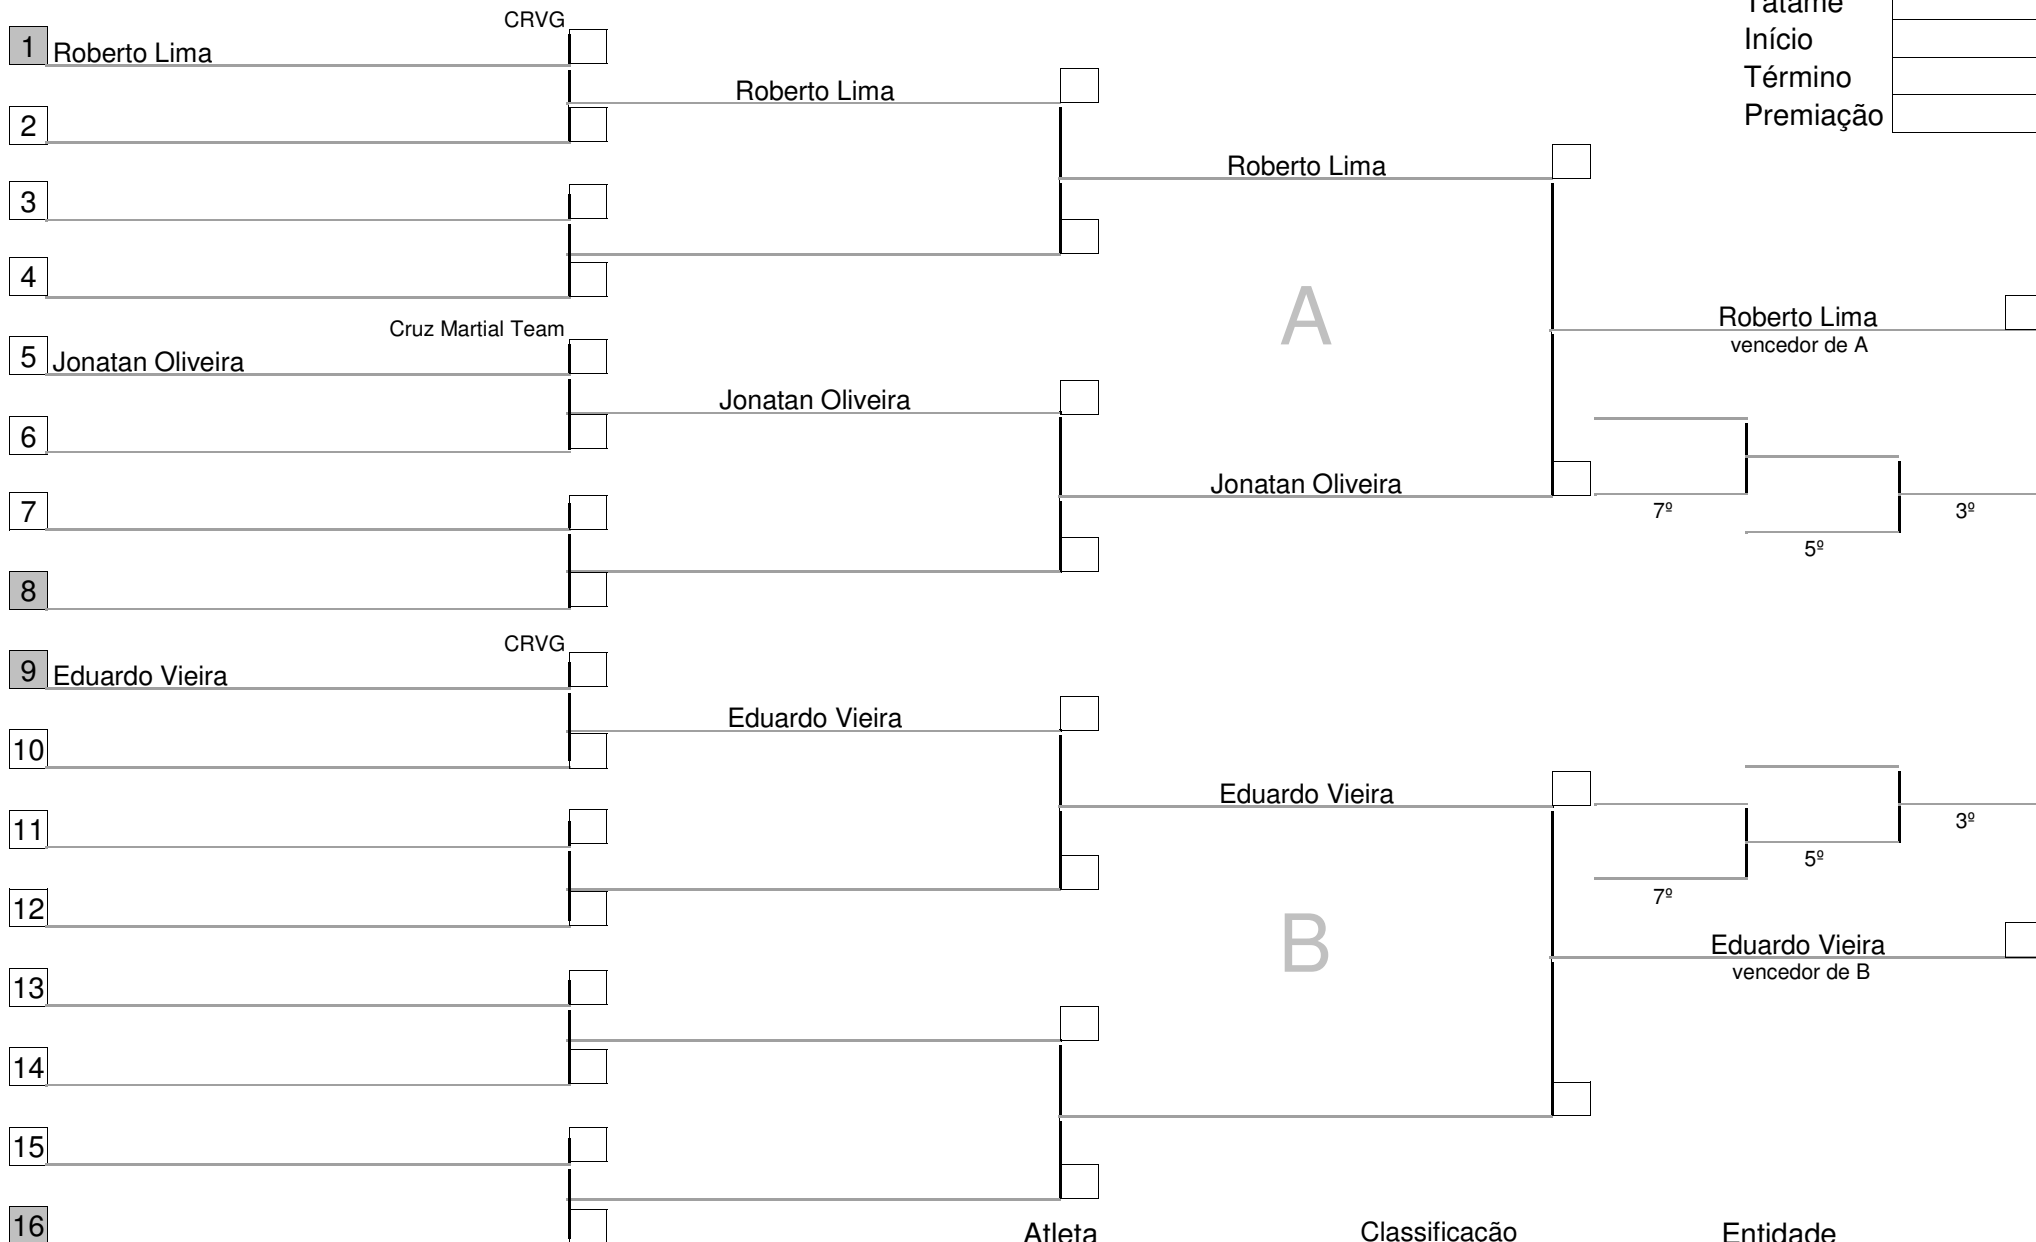 CRVG
1 Roberto Lima
Roberto Lima
2
Roberto Lima
3
4
Cruz Martial Team
5 Jonatan Oliveira
Jonatan Oliveira
6
Jonatan Oliveira
7
8
A
Tatame
Início
Término
Premiação
Roberto Lima
vencedor de A
7º
5º
3º
CRVG
9 Eduardo Vieira
Eduardo Vieira
10
Eduardo Vieira
11
12
B
3º
5º
7º
Eduardo Vieira
vencedor de B
13
14
15
16
Atleta Classificação Entidade